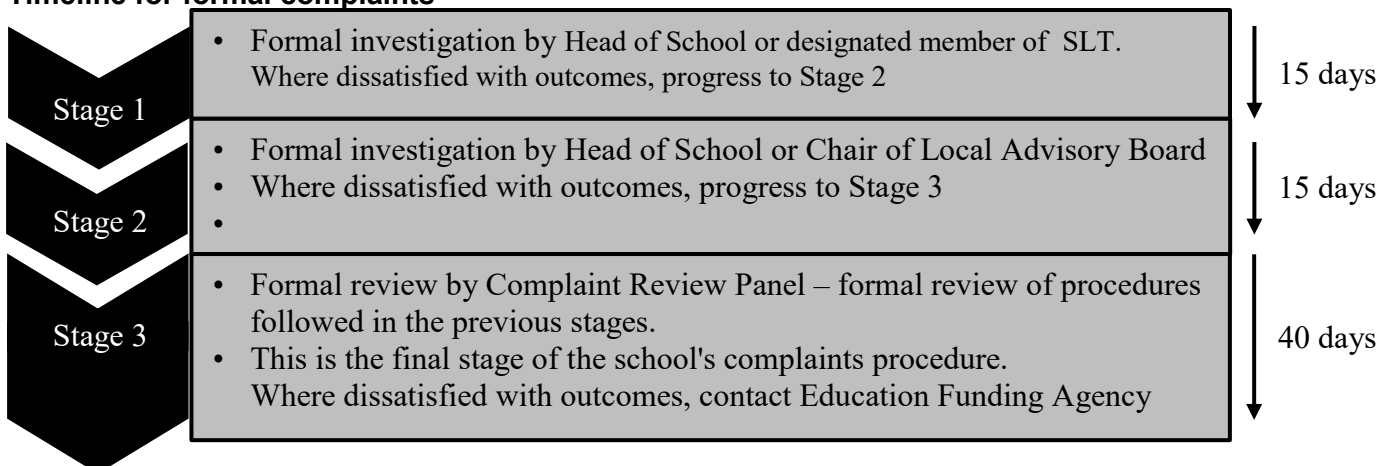 Timeline for formal complaints
Stage 1
• Formal investigation by Head of School or designated member of SLT.
Where dissatisfied with outcomes, progress to Stage 2
15 days
Stage 2
• Formal investigation by Head of School or Chair of Local Advisory Board
• Where dissatisfied with outcomes, progress to Stage 3
•
15 days
Stage 3
• Formal review by Complaint Review Panel – formal review of procedures
followed in the previous stages.
• This is the final stage of the school's complaints procedure.
Where dissatisfied with outcomes, contact Education Funding Agency
40 days